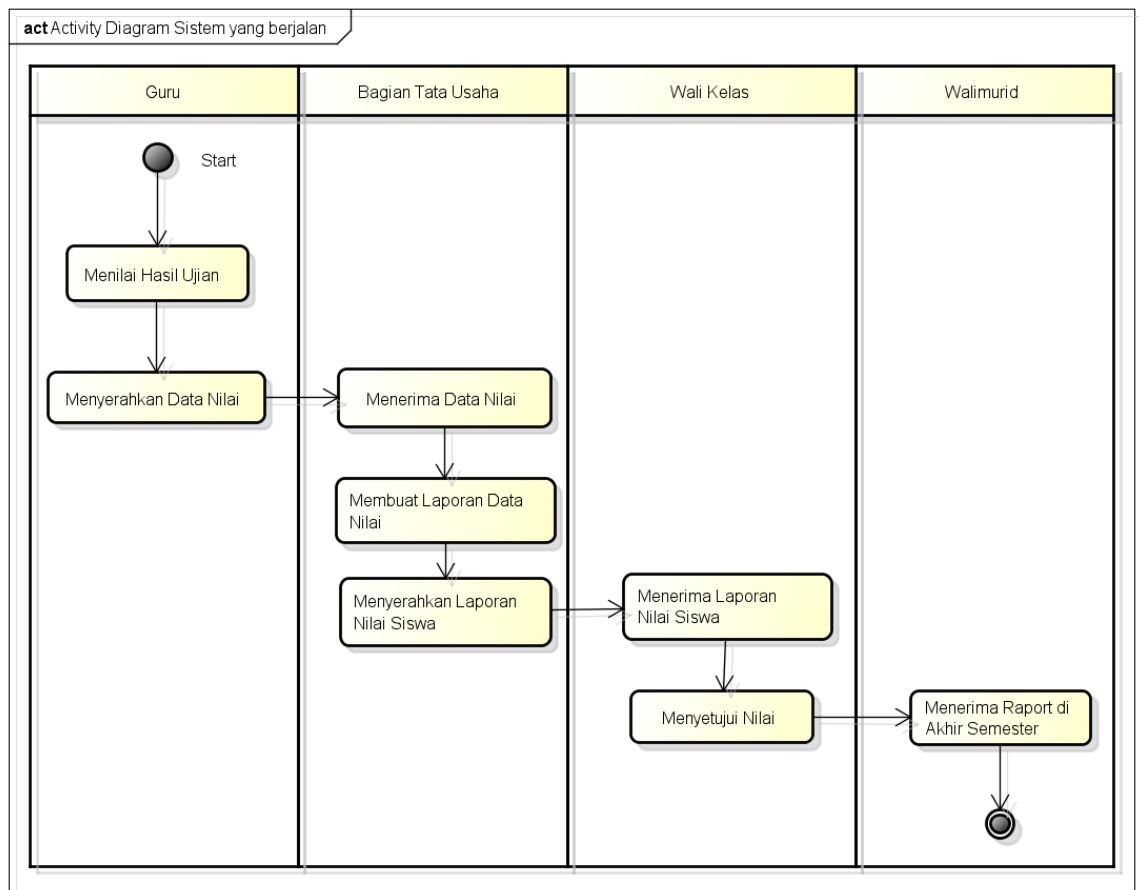 act Activity Diagram Sistem yang berjalan
Guru
Bagian Tata Usaha
Wali Kelas
Walimurid
Start
Menilai Hasil Ujian
Menyerahkan Data Nilai
Menerima Data Nilai
Membuat Laporan Data
Nilai
Menyerahkan Laporan
Nilai Siswa
Menerima Laporan
Nilai Siswa
Menyetujui Nilai
Menerima Raport di
Akhir Semester